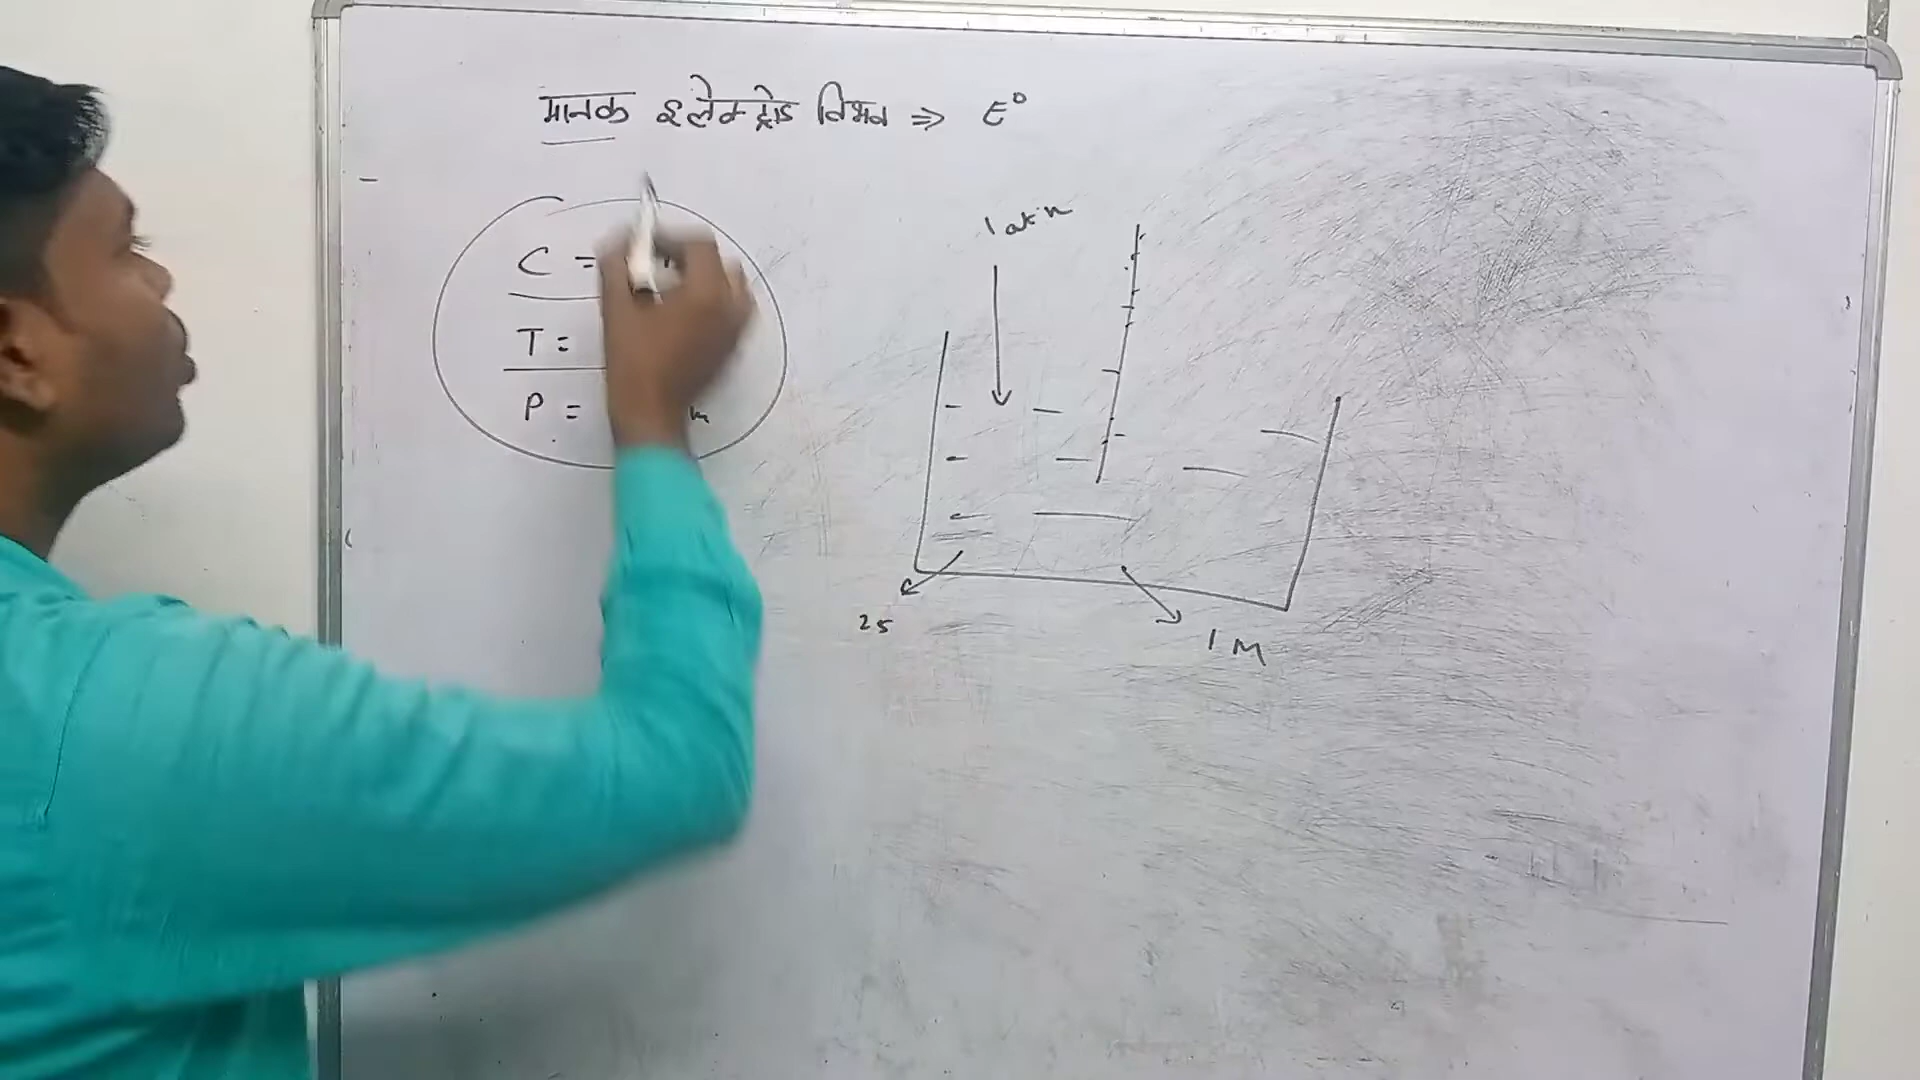 मानक इलेक्ट्रोड विभव ⇒ E°
C =
T =
P =
1 atm
25
1 M